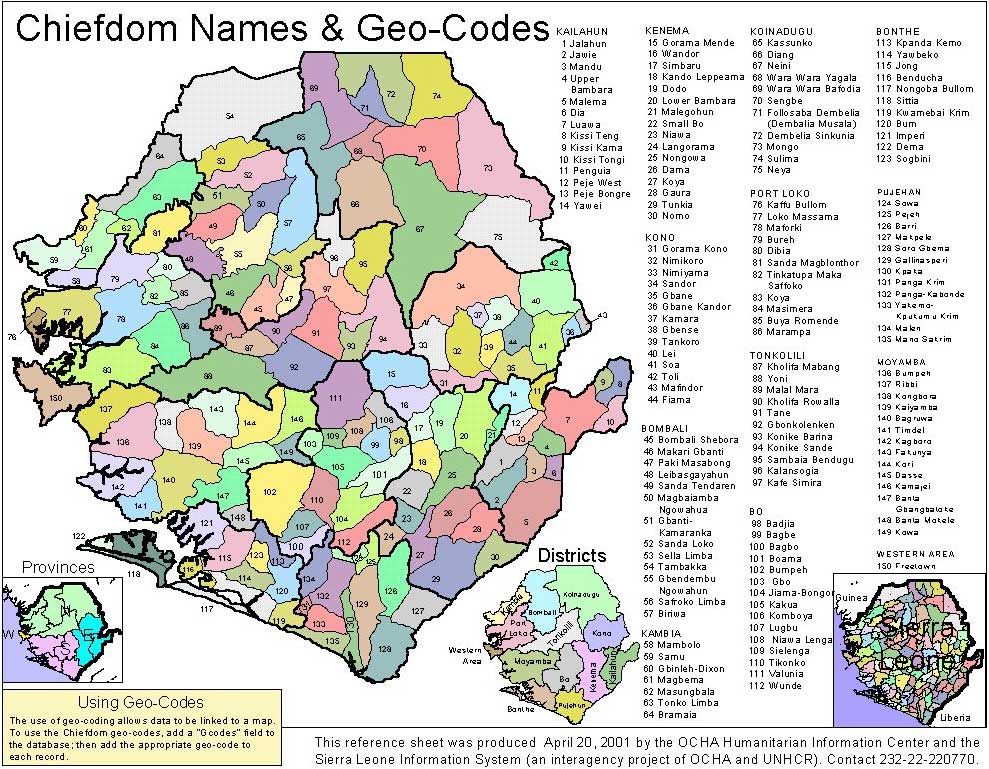 Chiefdom Names & Geo-Codes
KAILAHUN
1 Jalahun
2 Jawie
3 Mandu
4 Upper
Bambara
5 Malema
6 Dia
7 Luawa
8 Kissi Teng
9 Kissi Kama
10 Kissi Tongi
11 Penguia
12 Peje West
13 Peje Bongre
14 Yawei
KENEMA
15 Gorama Mende
16 Wandor
17 Simbaru
18 Kando Leppeama
19 Dodo
20 Lower Bambara
21 Malegohun
22 Small Bo
23 Niawa
24 Langorama
25 Nongowa
26 Dama
27 Koya
28 Gaura
29 Tunkia
30 Nomo
KONO
31 Gorama Kono
32 Nimikoro
33 Nimiyama
34 Sandor
35 Gbane
36 Gbane Kandor
37 Kamara
38 Gbense
39 Tankoro
40 Lei
41 Soa
42 Toli
43 Mafindor
44 Fiama
BOMBALI
45 Bombali Shebora
46 Makari Gbanti
47 Paki Masabong
48 Leibasgayahun
49 Sanda Tendaren
50 Magbaiamba
Ngowahua
51 Gbanti-
Kamaranka
52 Sanda Loko
53 Sella Limba
54 Tambakka
55 Gbendembu
Ngowahun
56 Safroko Limba
57 Biriwa
KAMBIA
58 Mambolo
59 Samu
60 Gbinleh-Dixon
61 Magbema
62 Masungbala
63 Tonko Limba
64 Bramaia
KOINADUGU
65 Kassunko
66 Diang
67 Neini
68 Wara Wara Yagala
69 Wara Wara Bafodia
70 Sengbe
71 Follosaba Dembelia
(Dembalia Musala)
72 Dembelia Sinkunia
73 Mongo
74 Sulima
75 Neya
PORT LOKO
76 Kaffu Bullom
77 Loko Massama
78 Maforki
79 Bureh
80 Dibia
81 Sanda Magblonthor
82 Tinkatupa Maka
Saffoko
83 Koya
84 Masimera
85 Buya Romende
86 Marampa
TONKOLILI
87 Kholifa Mabang
88 Yoni
89 Malal Mara
90 Kholifa Rowalla
91 Tane
92 Gbonkolenken
93 Konike Barina
94 Konike Sande
95 Sambaia Bendugu
96 Kalansogia
97 Kafe Simira
BO
98 Badjia
99 Bagbe
100 Bagbo
101 Boama
102 Bumpeh
103 Gbo
104 Jiama-Bongor
105 Kakua
106 Komboya
107 Lugbu
108 Niawa Lenga
109 Sielenga
110 Tikonko
111 Valunia
112 Wunde
BONTHE
113 Kpanda Kemo
114 Yawbeko
115 Jong
116 Benducha
117 Nongoba Bullom
118 Sittia
119 Kwamebai Krim
120 Bum
121 Imperi
122 Dema
123 Sogbini
PUJEHAN
124 Sowa
125 Pejeh
126 Barri
127 Makpele
128 Soro Gbema
129 Gallinasperi
130 Kpaka
131 Panga Krim
132 Panga-Kabonde
133 Yakemo-
Kpukumu Krim
134 Malen
135 Mano Sakrim
MOYAMBA
136 Bumpeh
137 Ribbi
138 Kongbora
139 Kaiyamba
140 Bagruwa
141 Timdel
142 Kagboro
143 Fakunya
144 Kori
145 Dasse
146 Kamajei
147 Banta
Gbangbatoke
148 Banta Mokele
149 Kowa
WESTERN AREA
150 Freetown
Provinces
W
N
S
E
Districts
Koinadugu
Bombali
Kambia
Port
Loko
Tonkolili
Kono
Western
Area
Moyamba
Bo
Kenema
Kailahun
Bonthe
Pujehun
Guinea
Sierra
Leone
Liberia
Using Geo-Codes
The use of geo-coding allows data to be linked to a map.
To use the Chiefdom geo-codes, add a "Gcodes" field to
the database; then add the appropriate geo-code to
each record.
This reference sheet was produced April 20, 2001 by the OCHA Humanitarian Information Center and the
Sierra Leone Information System (an interagency project of OCHA and UNHCR). Contact 232-22-220770.